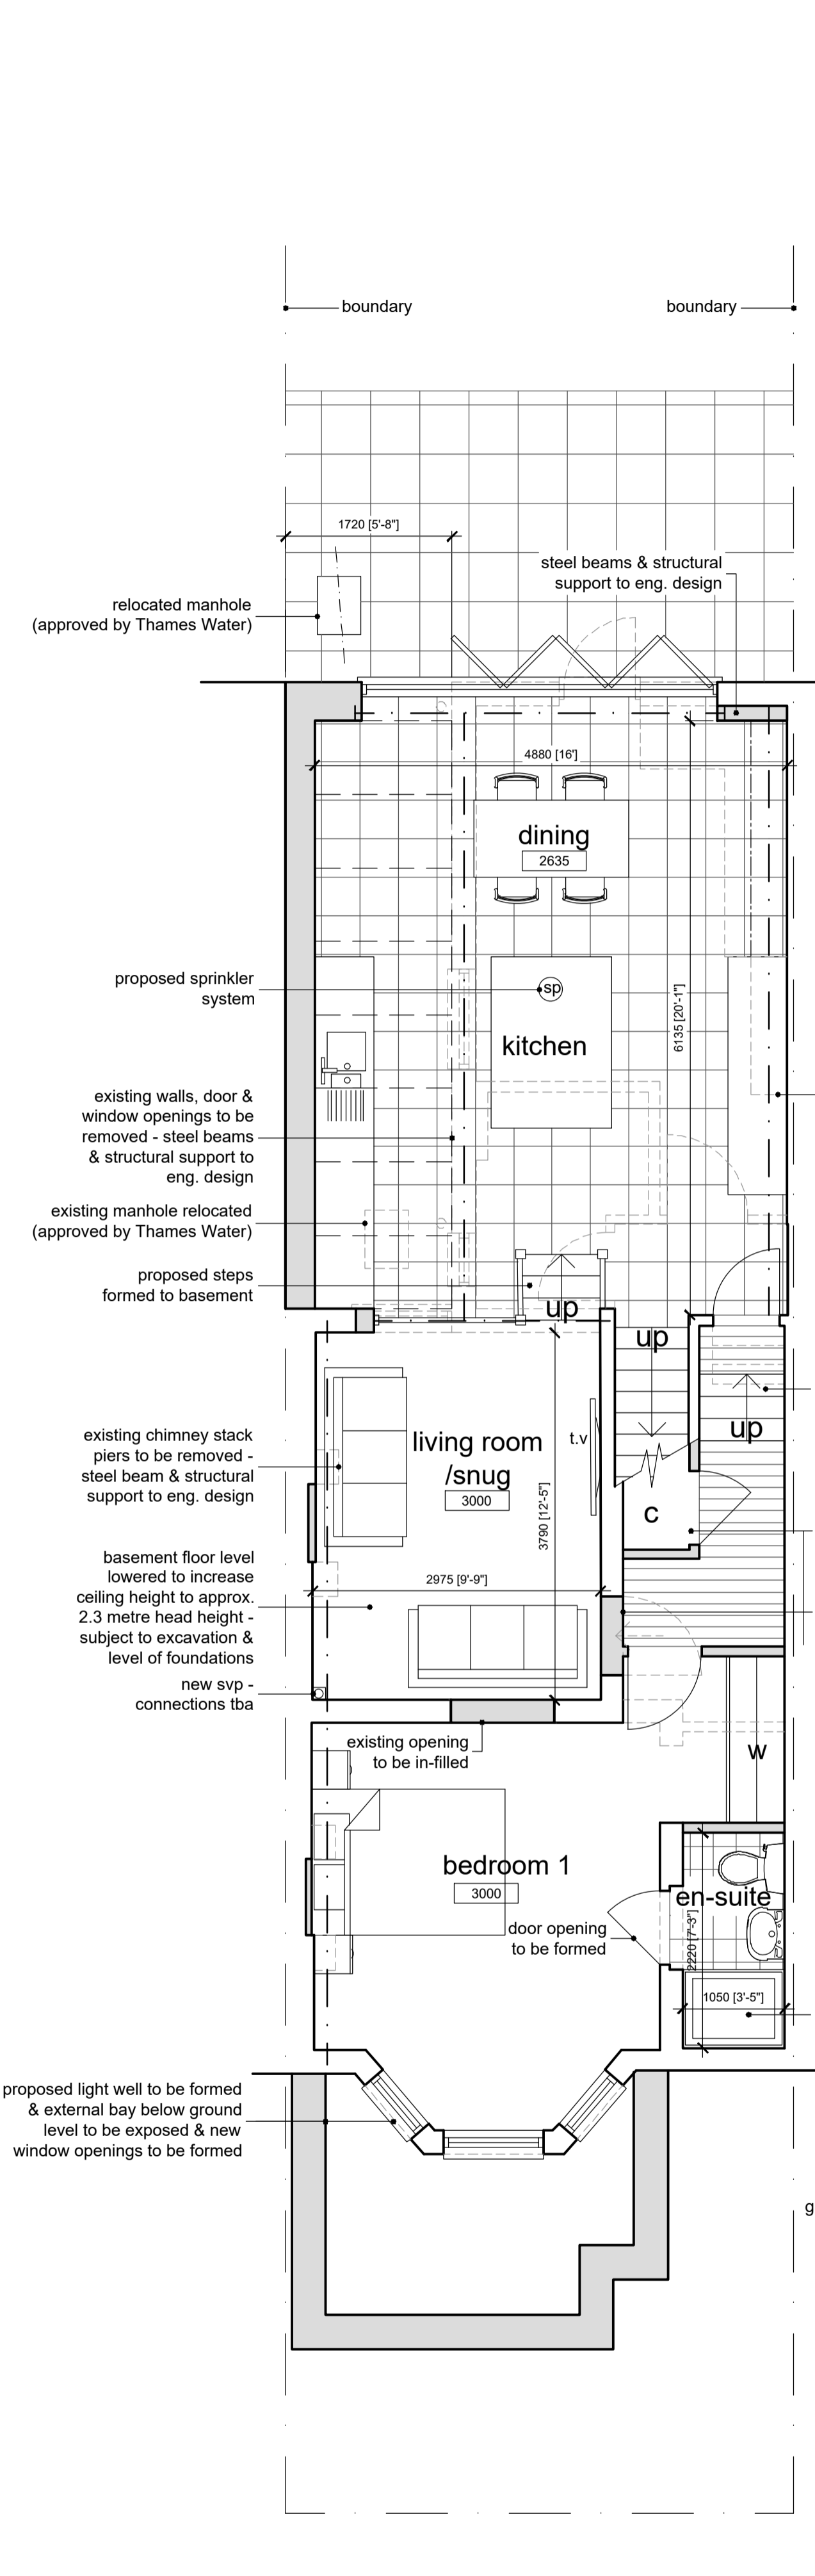 boundary
boundary
1720 [5'-8"]
steel beams & structural
support to eng. design
relocated manhole
(approved by Thames Water)
4880 [16']
dining
2635
proposed sprinkler
system
sp
6135 [20'-1"]
kitchen
existing walls, door &
window openings to be
removed - steel beams
& structural support to
eng. design
existing manhole relocated
(approved by Thames Water)
proposed steps
formed to basement
up
up
up
existing chimney stack
piers to be removed -
steel beam & structural
support to eng. design
living room
/snug
3000
t.v
3790 [12'-5"]
c
basement floor level
lowered to increase
ceiling height to approx.
2.3 metre head height -
subject to excavation &
level of foundations
2975 [9'-9"]
new svp -
connections tba
existing opening
to be in-filled
w
bedroom 1
3000
en-suite
door opening
to be formed
2220 [7'-3"]
1050 [3'-5"]
proposed light well to be formed
& external bay below ground
level to be exposed & new
window openings to be formed
g